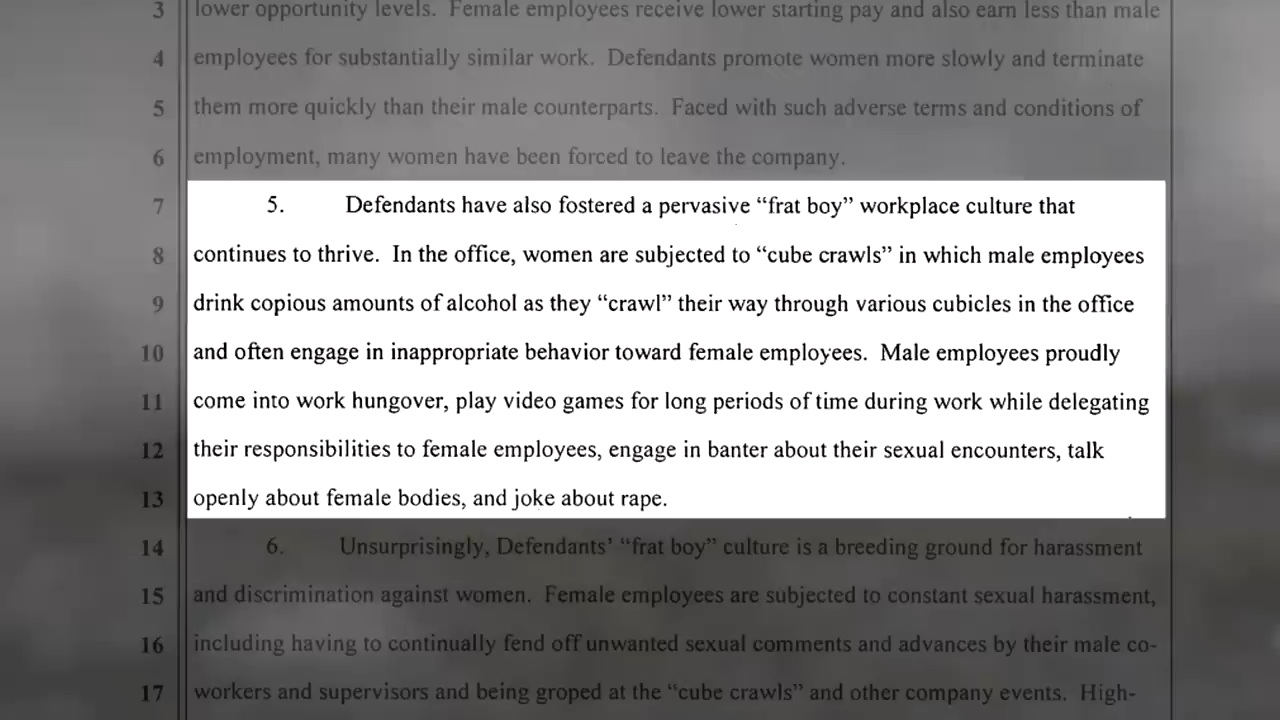 3 lower opportunity levels. Female employees receive lower starting pay and also earn less than male
4 employees for substantially similar work. Defendants promote women more slowly and terminate
5 them more quickly than their male counterparts. Faced with such adverse terms and conditions of
6 employment, many women have been forced to leave the company.
7 5. Defendants have also fostered a pervasive “frat boy” workplace culture that
8 continues to thrive. In the office, women are subjected to “cube crawls” in which male employees
9 drink copious amounts of alcohol as they “crawl” their way through various cubicles in the office
10 and often engage in inappropriate behavior toward female employees. Male employees proudly
11 come into work hungover, play video games for long periods of time during work while delegating
12 their responsibilities to female employees, engage in banter about their sexual encounters, talk
13 openly about female bodies, and joke about rape.
14 6. Unsurprisingly, Defendants’ “frat boy” culture is a breeding ground for harassment
15 and discrimination against women. Female employees are subjected to constant sexual harassment,
16 including having to continually fend off unwanted sexual comments and advances by their male co-
17 workers and supervisors and being groped at the “cube crawls” and other company events. High-